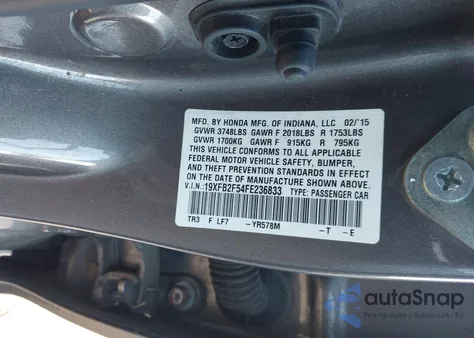 MFD. BY HONDA MFG. OF INDIANA, LLC 02/'15
GVWR 3748LBS GAWR F 2018LBS R 1753LBS
GVWR 1700KG GAWR F 915KG R 795KG
THIS VEHICLE CONFORMS TO ALL APPLICABLE
FEDERAL MOTOR VEHICLE SAFETY, BUMPER,
AND THEFT PREVENTION STANDARDS IN EFFECT
ON THE DATE OF MANUFACTURE SHOWN ABOVE.
V.I.N.:19XFB2F54FE236833 TYPE: PASSENGER CAR
TR3 F LF7 -YR578M -T -E
autoSnap